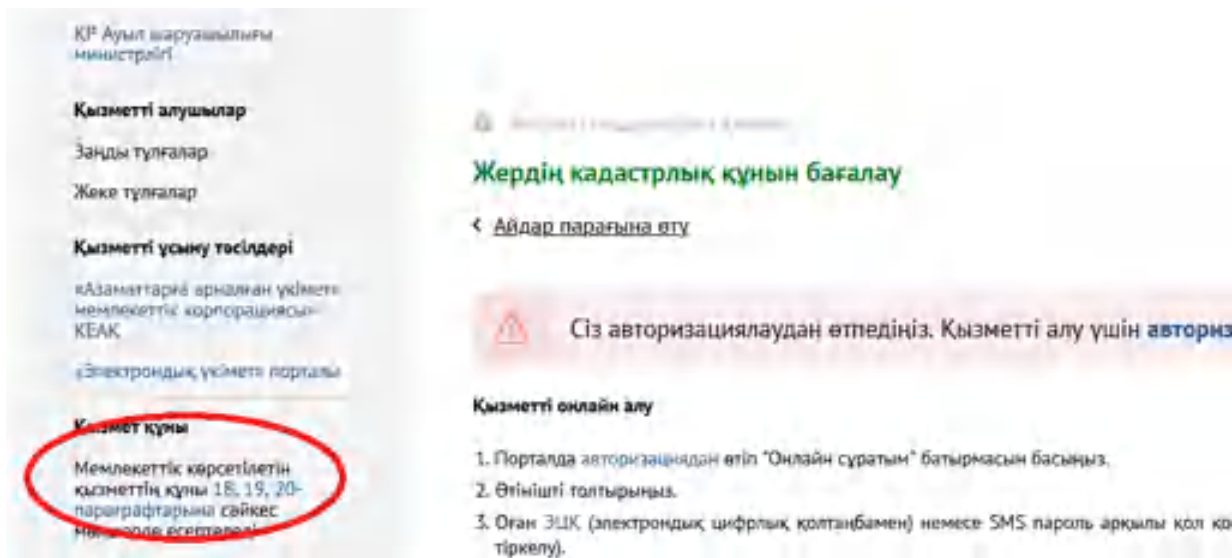 ҚР Ауыл шаруашылығы
министрлігі
Қызметті алушылар
Заңды тұлғалар
Жеке тұлғалар
Қызметті ұсыну тәсілдері
«Азаматтарға арналған үкімет»
мемлекеттік корпорациясы»
КЕАҚ
«Электрондық үкімет» порталы
Қызмет құны
Мемлекеттік көрсетілетін
қызметтің құны 18, 19, 20-
параграфтарына сәйкес
есептеледі
Жердің кадастрлық құнын бағалау
< Айдар парағына өту
Сіз авторизациялаудан өтпедіңіз. Қызметті алу үшін авториз
Қызметті онлайн алу
1. Порталда авторизациядан өтіп "Онлайн сұратым" батырмасын басыңыз.
2. Өтінішті толтырыңыз.
3. Оған ЭЦҚ (электрондық цифрлық қолтаңбамен) немесе SMS пароль арқылы қол қо
тіркелу).